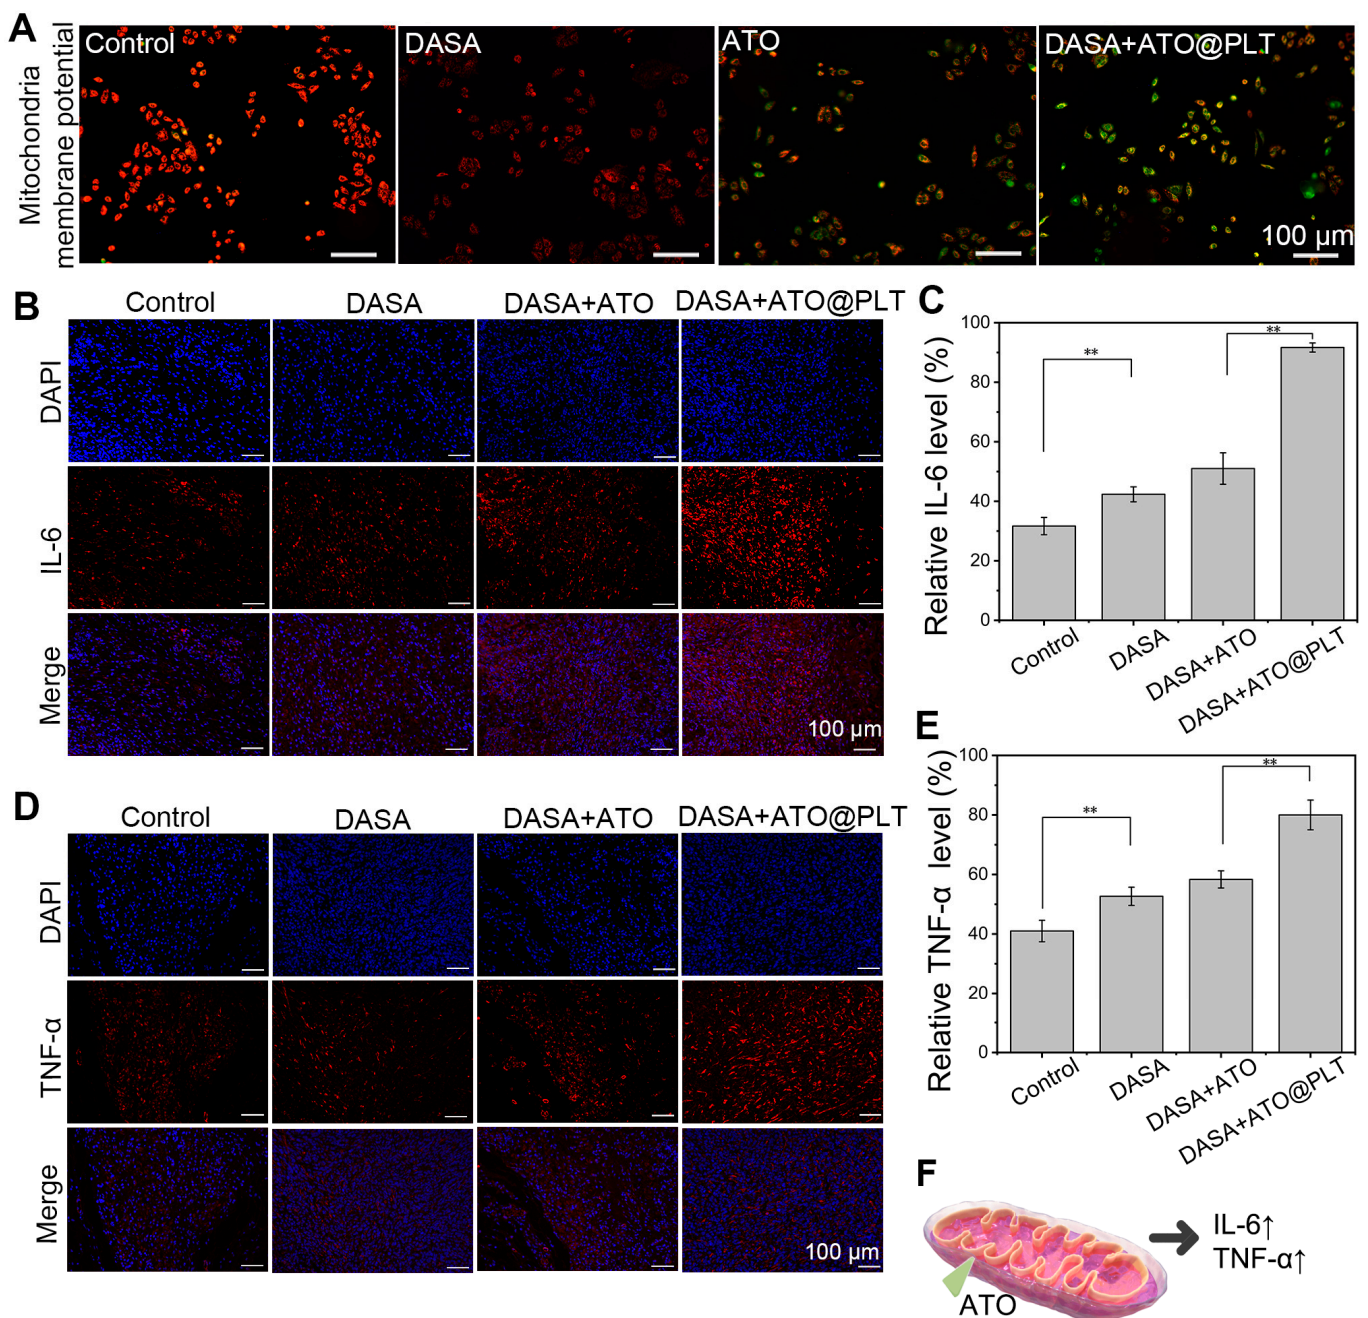 A
Mitochondria
membrane potential
Control
DASA
ATO
DASA+ATO@PLT
100 μm
B
Control
DASA
DASA+ATO
DASA+ATO@PLT
DAPI
IL-6
Merge
100 μm
C
Relative IL-6 level (%)
100
80
60
40
20
0
**
**
Control
DASA
DASA+ATO
DASA+ATO@PLT
D
Control
DASA
DASA+ATO
DASA+ATO@PLT
DAPI
TNF-α
Merge
100 μm
E
Relative TNF-α level (%)
100
80
60
40
20
0
**
**
Control
DASA
DASA+ATO
DASA+ATO@PLT
F
ATO
IL-6↑
TNF-α↑